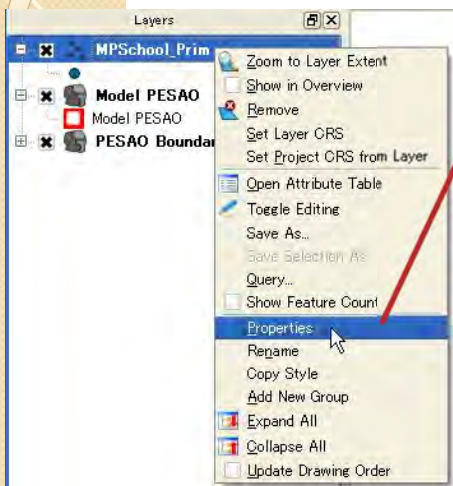 Layers
MPSchool_Prim
Model PESAO
Model PESAO
PESAO Boundar
Zoom to Layer Extent
Show in Overview
Remove
Set Layer CRS
Set Project CRS from Layer
Open Attribute Table
Toggle Editing
Save As...
Save Selection As
Query...
Show Feature Count
Properties
Rename
Copy Style
Add New Group
Expand All
Collapse All
Update Drawing Order